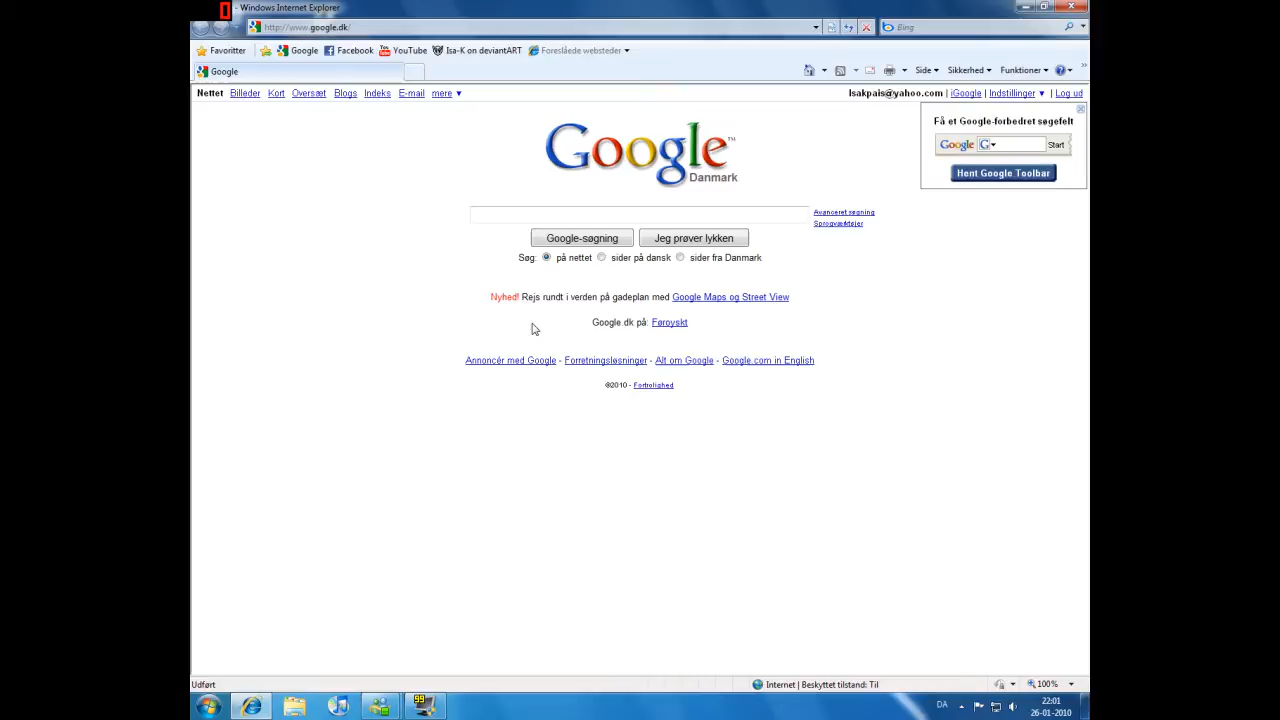 - Windows Internet Explorer
http://www.google.dk/
Bing
Favoritter Google Facebook YouTube Isa-K on deviantART Foreslåede websteder
Google
Side Sikkerhed Funktioner
Nettet Billeder Kort Oversæt Blogs Indeks E-mail mere ▼
lsakpais@yahoo.com | iGoogle | Indstillinger ▼ | Log ud
Få et Google-forbedret søgefelt
Google G Start
Hent Google Toolbar
Google™
Danmark
Avanceret søgning
Sprogværktøjer
Google-søgning Jeg prøver lykken
Søg: på nettet sider på dansk sider fra Danmark
Nyhed! Rejs rundt i verden på gadeplan med Google Maps og Street View
Google.dk på: Føroyskt
Annoncér med Google - Forretningsløsninger - Alt om Google - Google.com in English
©2010 - Fortrolighed
Udført
Internet | Beskyttet tilstand: Til
100%
99
DA
22:01
26-01-2010